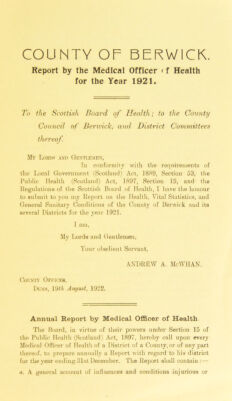 COUNTY OF BERWICK.
Report by the Medical Officer of Health
for the Year 1921.
To the Scottish Board of Health; to the County
Council of Berwick, and District Committees
thereof.
MY LORDS AND GENTLEMEN,
In conformity with the requirements of
the Local Government (Scotland) Act, 1889, Section 53, the
Public Health (Scotland) Act, 1897, Section 15, and the
Regulations of the Scottish Board of Health, I have the honour
to submit to you my Report on the Health, Vital Statistics, and
General Sanitary Conditions of the County of Berwick and its
several Districts for the year 1921.
I am,
My Lords and Gentlemen,
Your obedient Servant,
ANDREW A. McWHAN.
COUNTY OFFICES,
DUNS, 19th August, 1922.
Annual Report by Medical Officer of Health
The Board, in virtue of their powers under Section 15 of
the Public Health (Scotland) Act, 1897, hereby call upon every
Medical Officer of Health of a District of a County, or of any part
thereof, to prepare annually a Report with regard to his district
for the year ending 31st December. The Report shall contain:—
a. A general account of influences and conditions injurious or